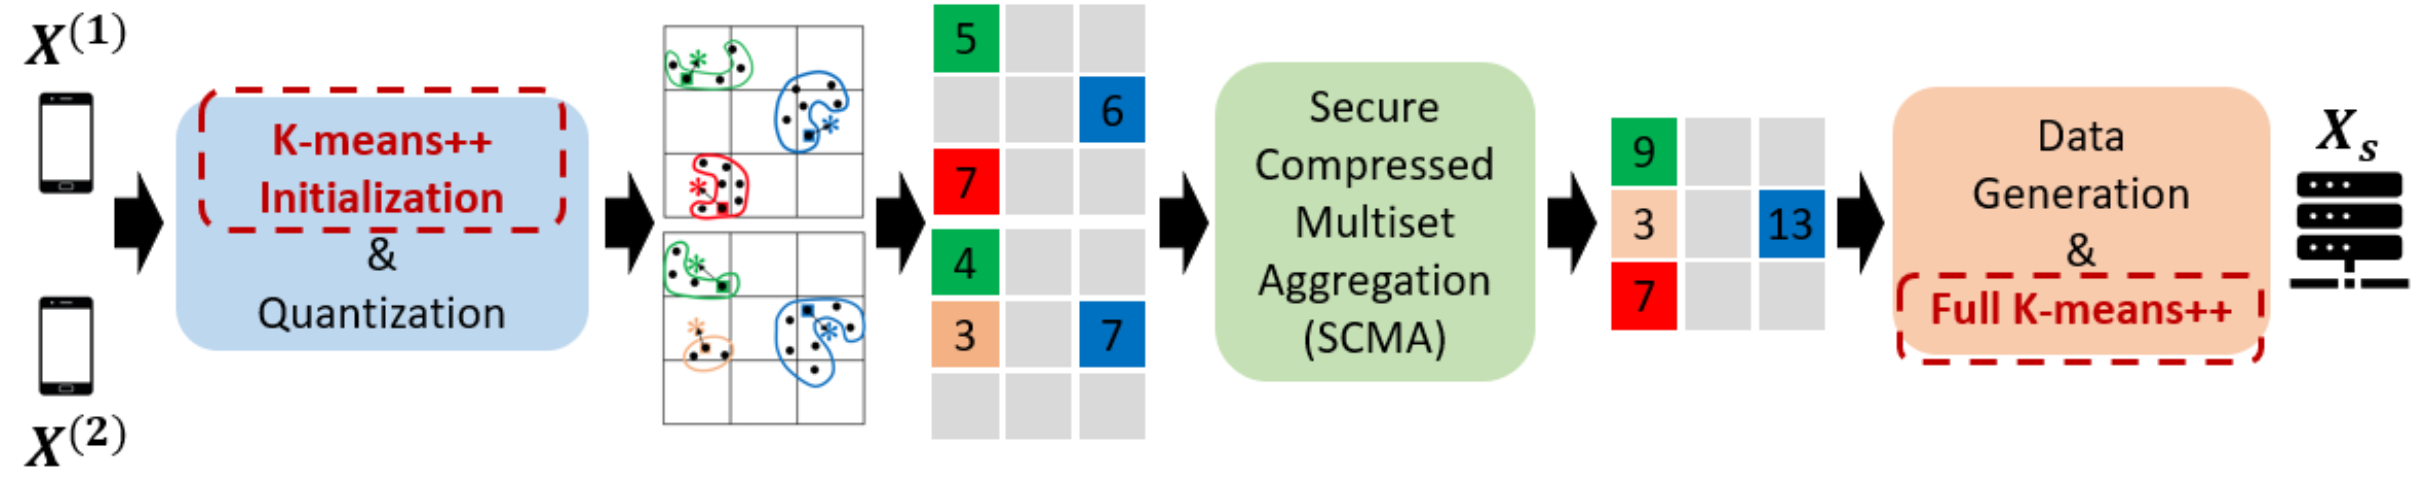 X(1)
X(2)
K-means++
Initialization
&
Quantization
5
6
7
4
3 7
Secure
Compressed
Multiset
Aggregation
(SCMA)
9
3 13
7
Data
Generation
&
Full K-means++
Xs